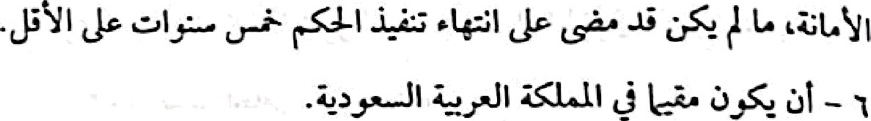 الأمانة، ما لم يكن قد مضى على انتهاء تنفيذ الحكم خمس سنوات على الأقل.
٦ - أن يكون مقيما في المملكة العربية السعودية.